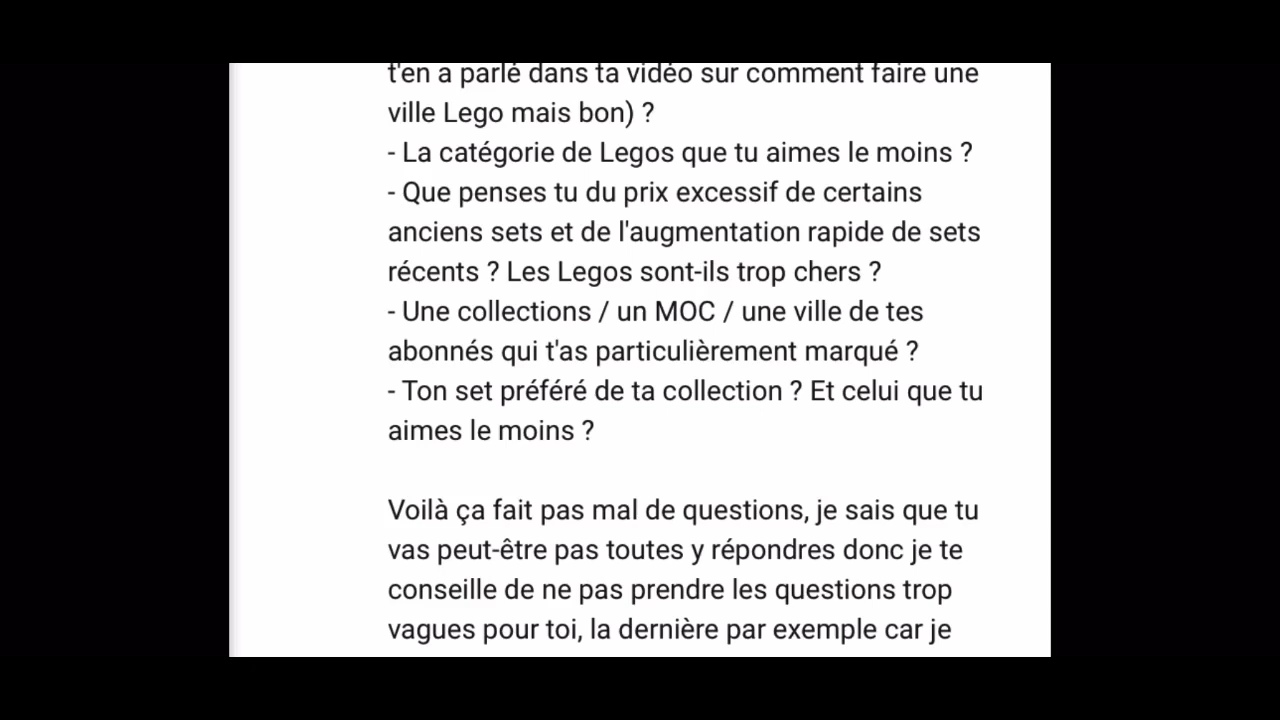 t'en a parlé dans ta vidéo sur comment faire une
ville Lego mais bon) ?
- La catégorie de Legos que tu aimes le moins ?
- Que penses tu du prix excessif de certains
anciens sets et de l'augmentation rapide de sets
récents ? Les Legos sont-ils trop chers ?
- Une collections / un MOC / une ville de tes
abonnés qui t'as particulièrement marqué ?
- Ton set préféré de ta collection ? Et celui que tu
aimes le moins ?
Voilà ça fait pas mal de questions, je sais que tu
vas peut-être pas toutes y répondres donc je te
conseille de ne pas prendre les questions trop
vagues pour toi, la dernière par exemple car je